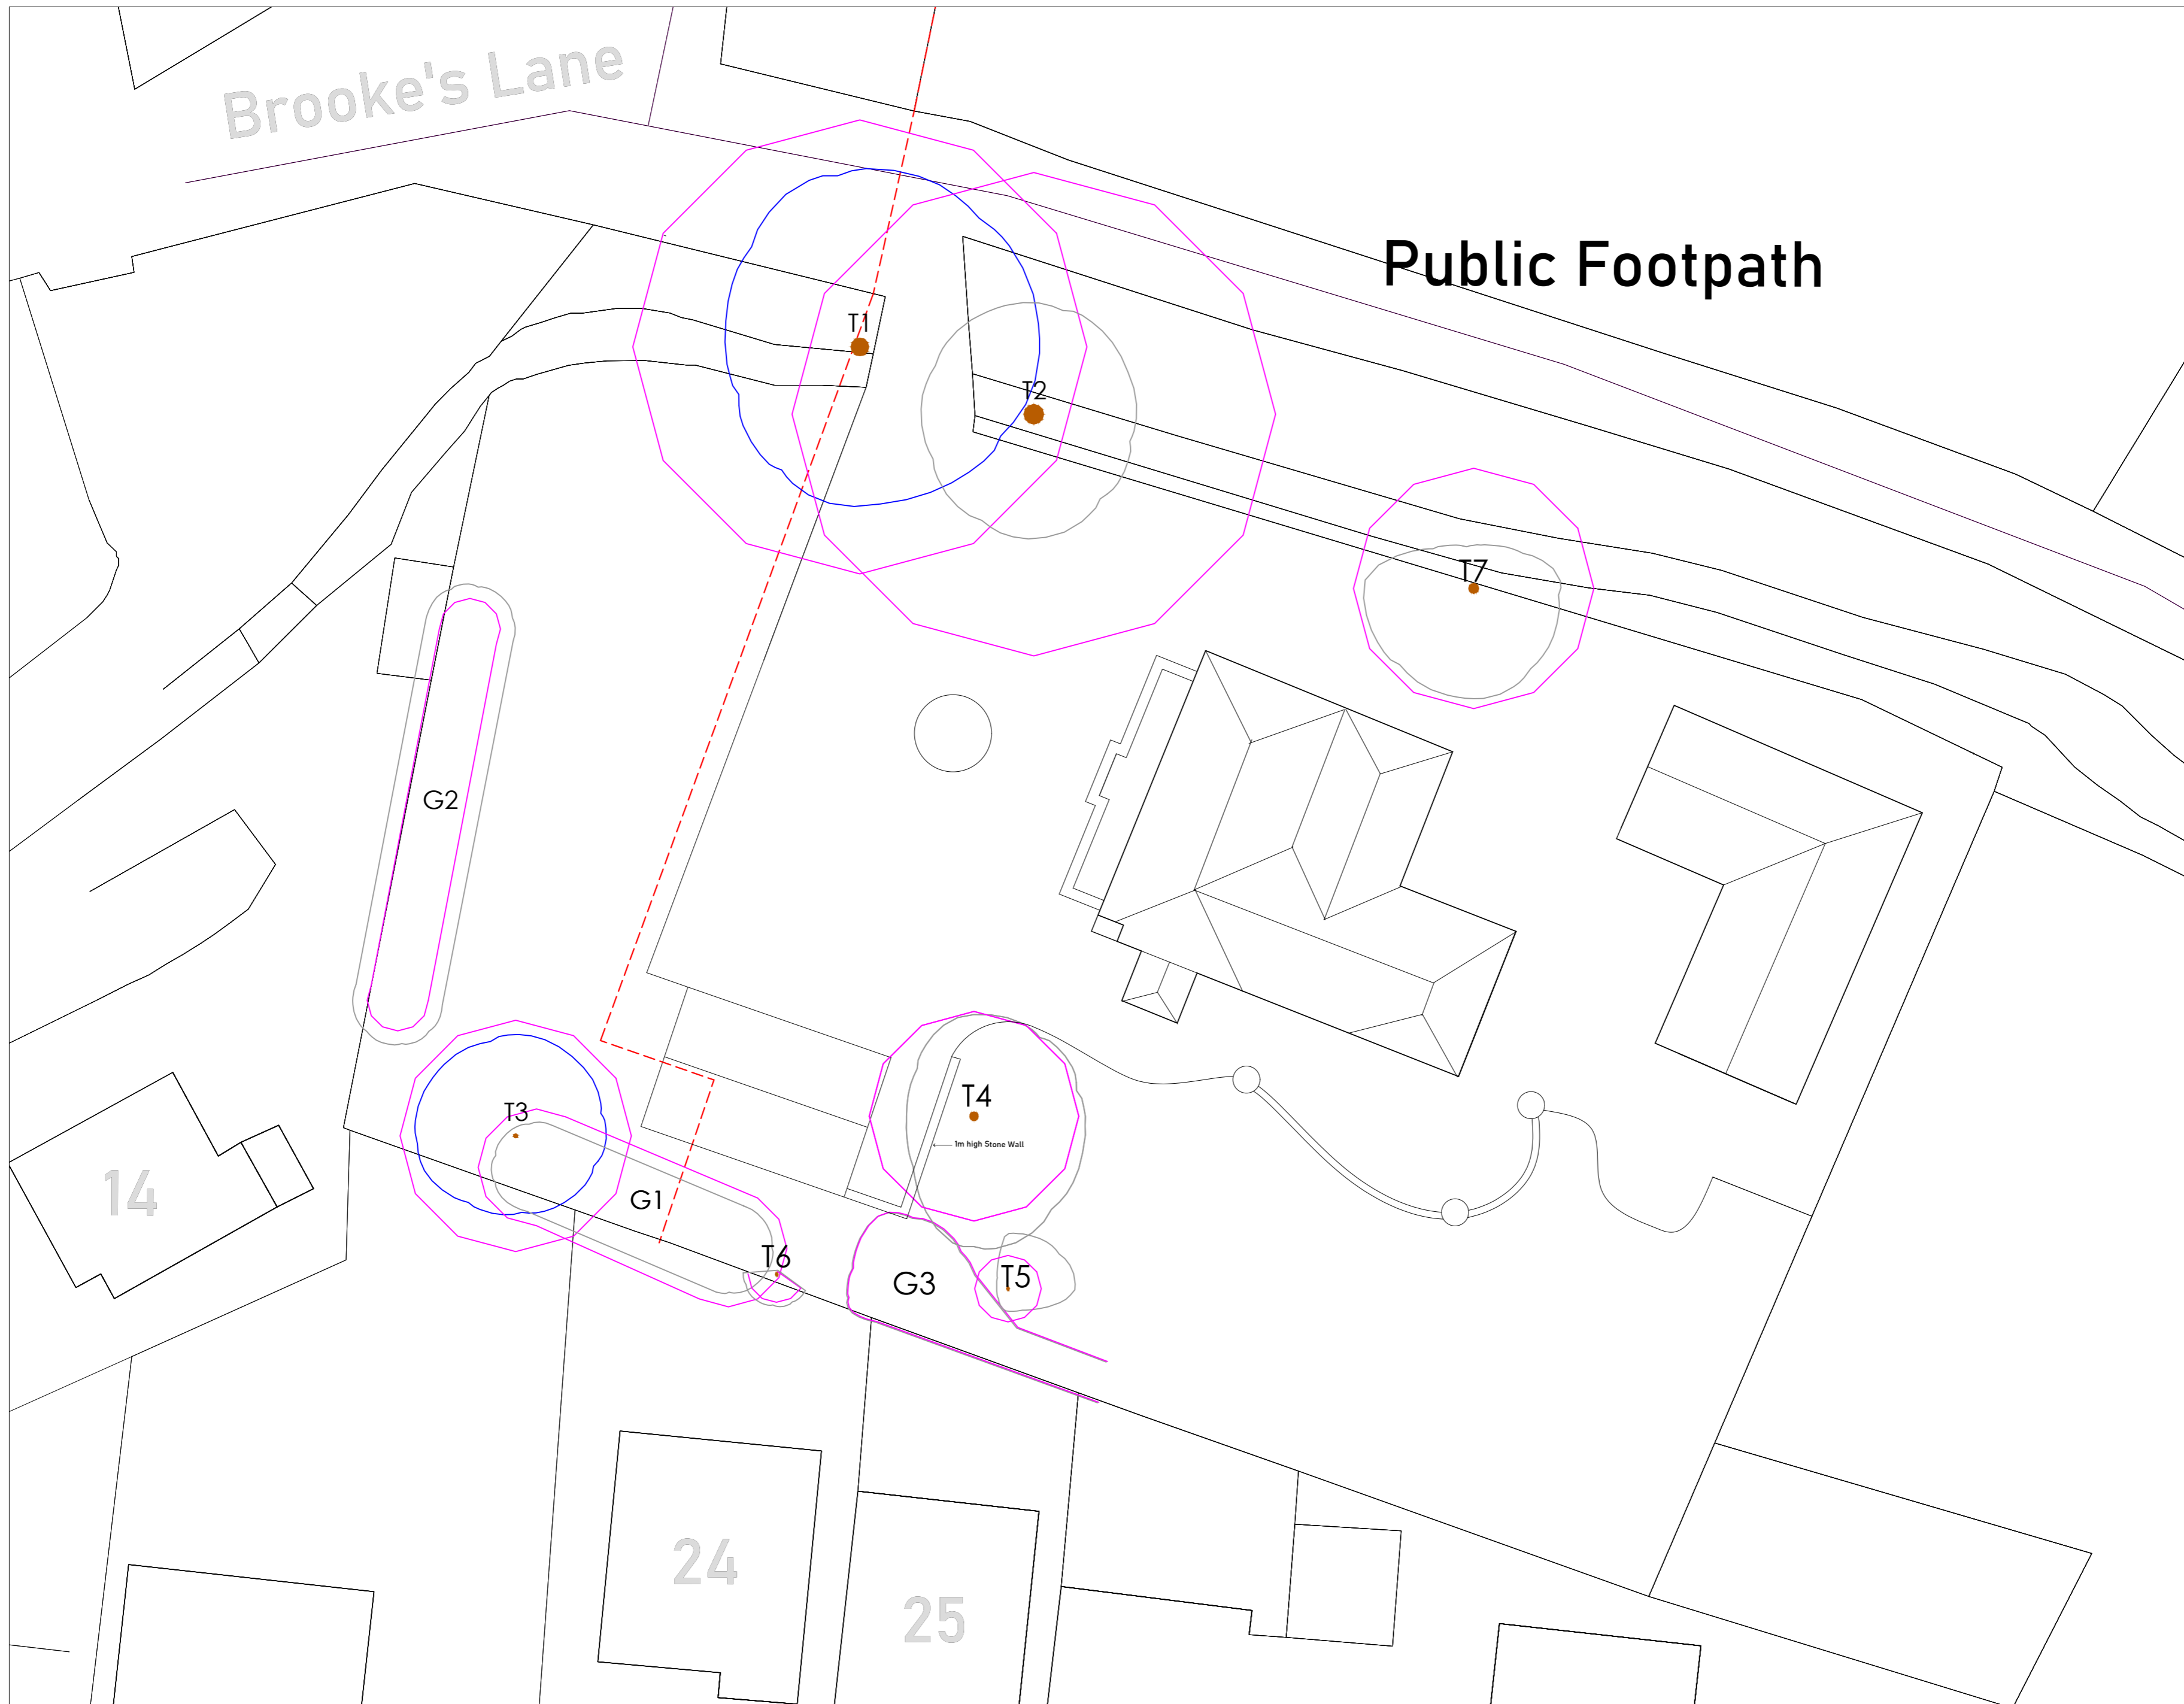 Brooke's Lane
Public Footpath
T1
T2
T7
G2
T4
T3
1m high Stone Wall
14
G1
T6
T5
G3
24
25